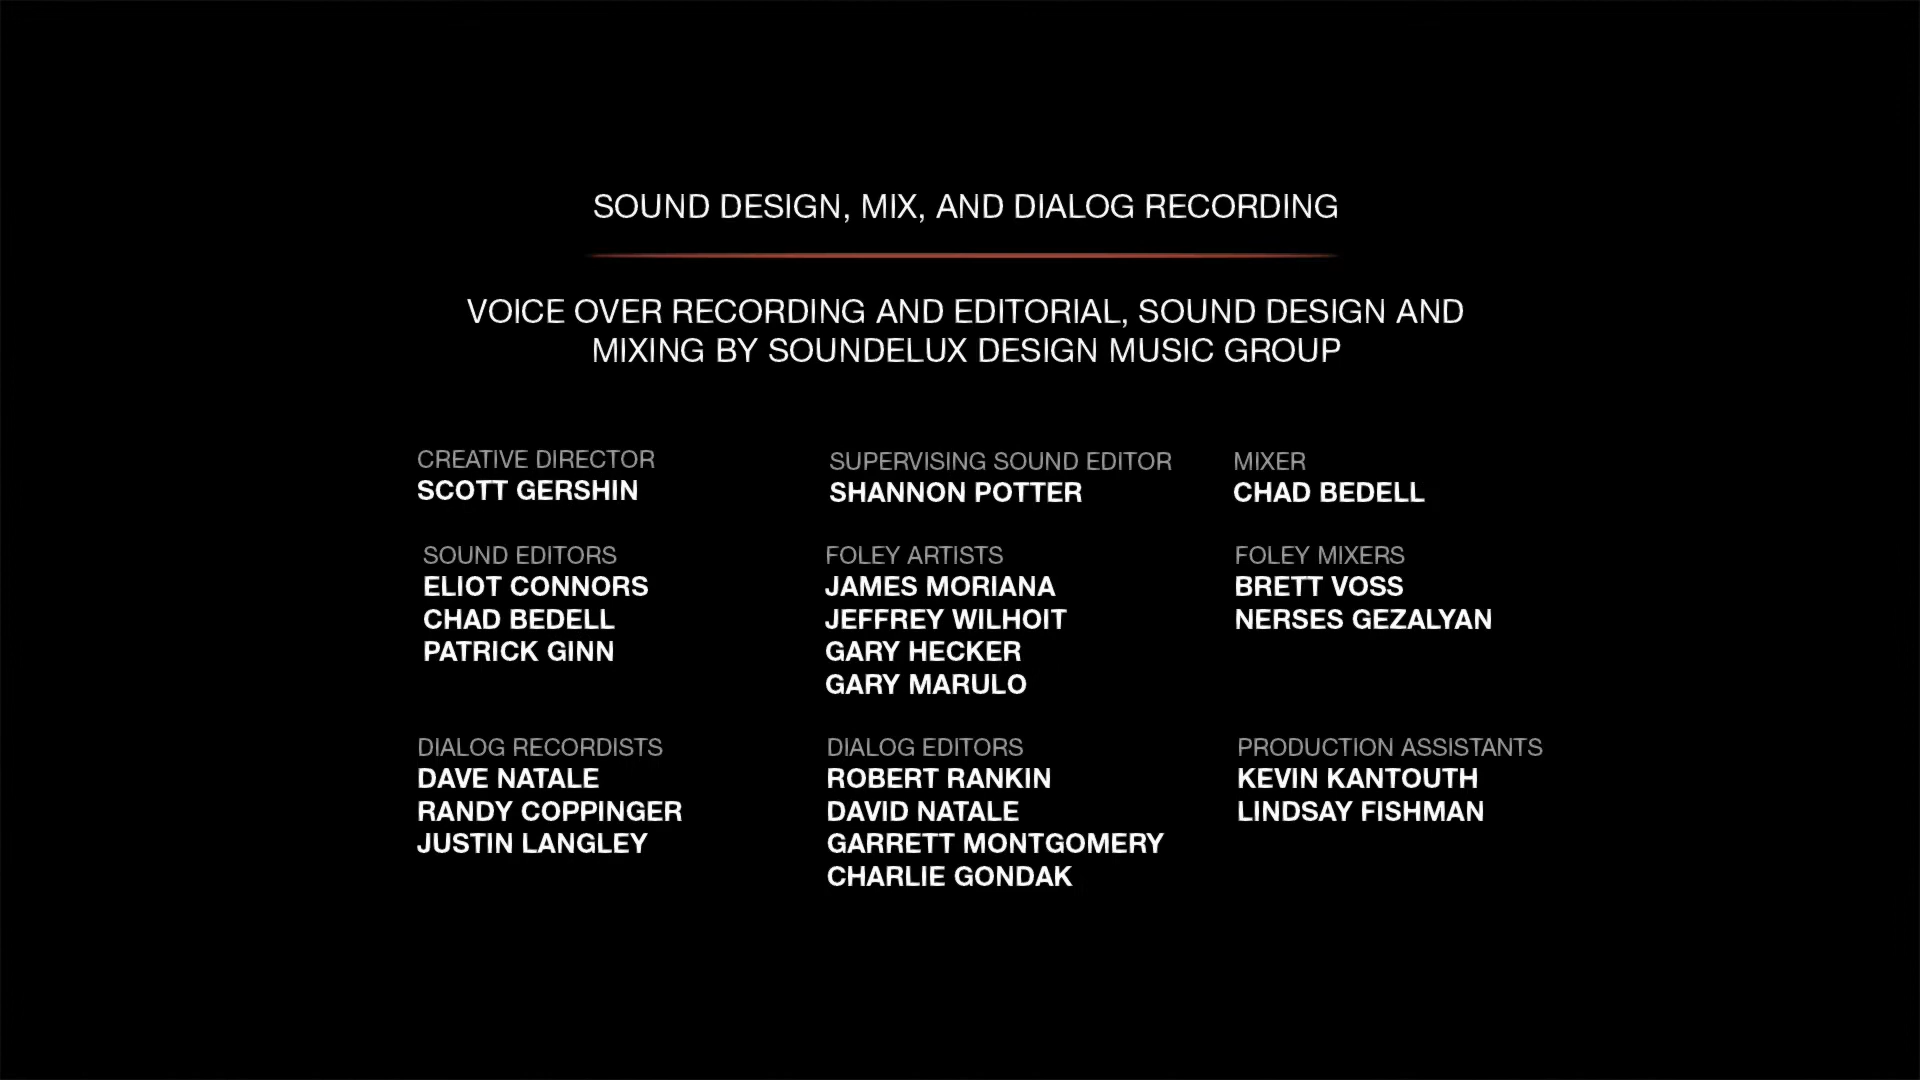 SOUND DESIGN, MIX, AND DIALOG RECORDING
VOICE OVER RECORDING AND EDITORIAL, SOUND DESIGN AND
MIXING BY SOUNDELUX DESIGN MUSIC GROUP
CREATIVE DIRECTOR
SCOTT GERSHIN
SUPERVISING SOUND EDITOR
SHANNON POTTER
MIXER
CHAD BEDELL
SOUND EDITORS
ELIOT CONNORS
CHAD BEDELL
PATRICK GINN
FOLEY ARTISTS
JAMES MORIANA
JEFFREY WILHOIT
GARY HECKER
GARY MARULO
FOLEY MIXERS
BRETT VOSS
NERSES GEZALYAN
DIALOG RECORDISTS
DAVE NATALE
RANDY COPPINGER
JUSTIN LANGLEY
DIALOG EDITORS
ROBERT RANKIN
DAVID NATALE
GARRETT MONTGOMERY
CHARLIE GONDAK
PRODUCTION ASSISTANTS
KEVIN KANTOUTH
LINDSAY FISHMAN